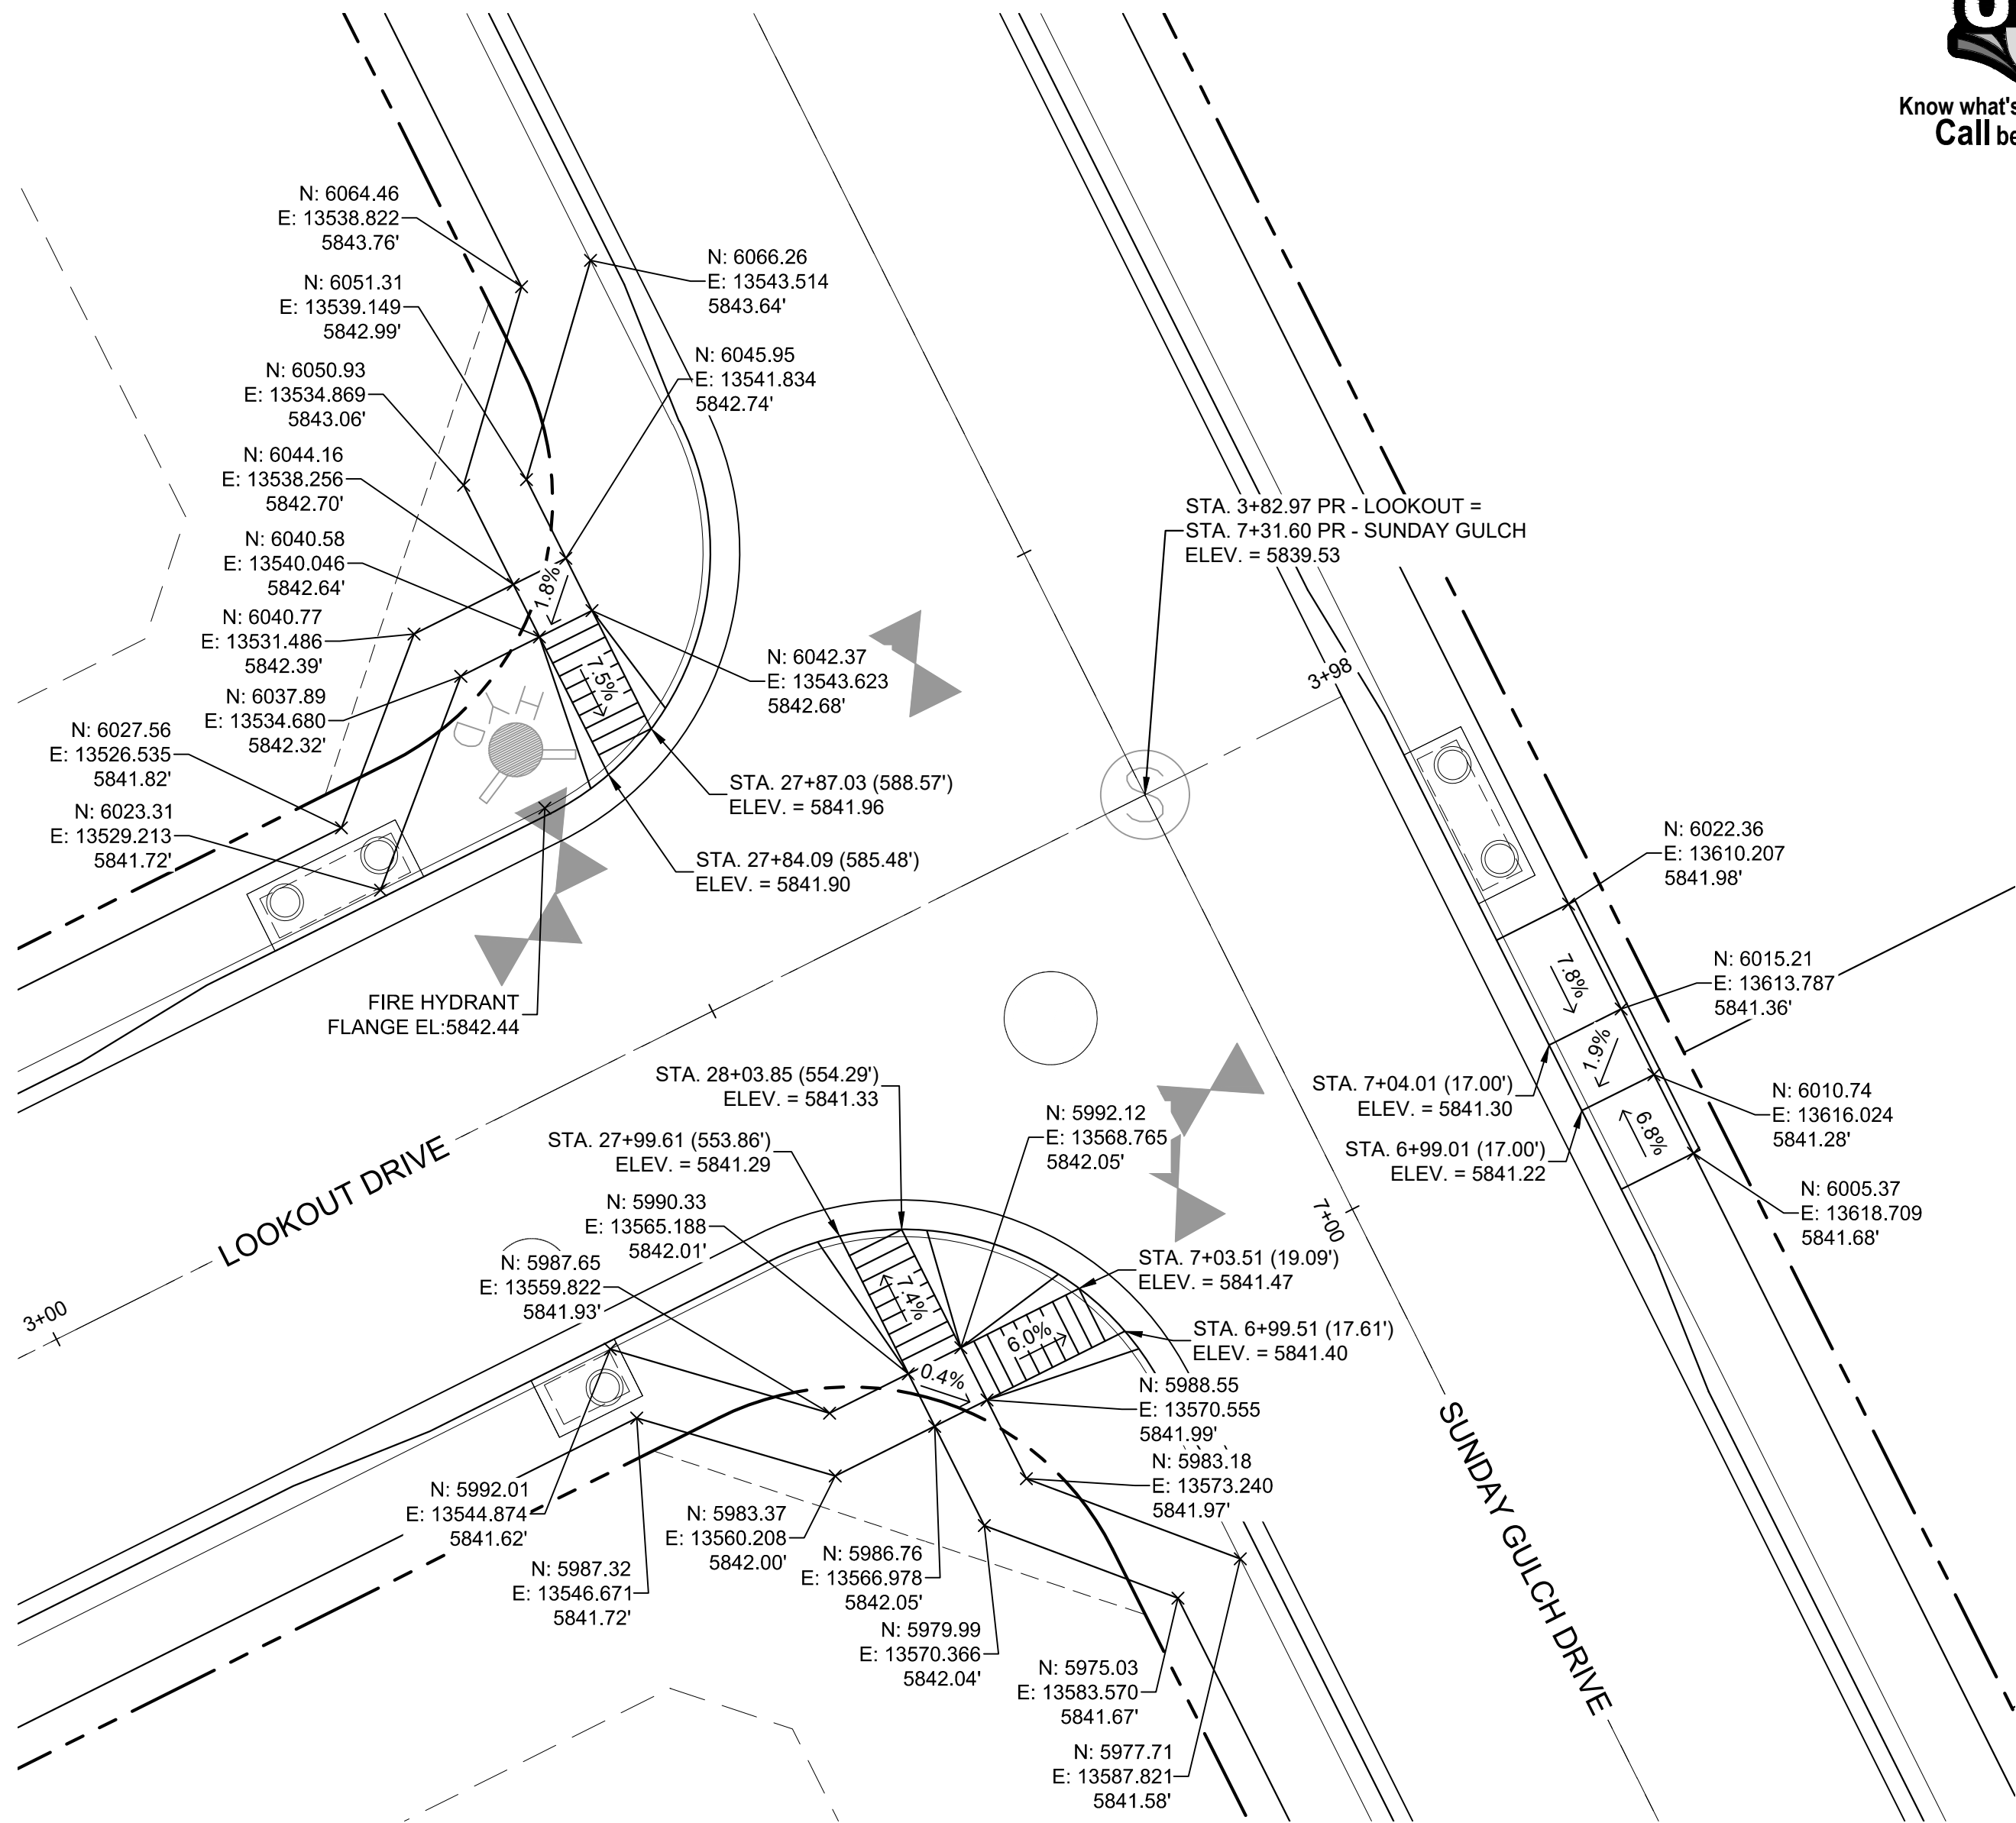 Know what's
Call be
N: 6064.46
E: 13538.822
5843.76'
N: 6066.26
E: 13543.514
5843.64'
N: 6051.31
E: 13539.149
5842.99'
N: 6045.95
E: 13541.834
5842.74'
N: 6050.93
E: 13534.869
5843.06'
N: 6044.16
E: 13538.256
5842.70'
STA. 3+82.97 PR - LOOKOUT =
STA. 7+31.60 PR - SUNDAY GULCH
ELEV. = 5839.53
N: 6040.58
E: 13540.046
5842.64'
1.8%
N: 6040.77
E: 13531.486
5842.39'
7.5%
N: 6042.37
E: 13543.623
5842.68'
3+98
N: 6037.89
E: 13534.680
5842.32'
HYD
N: 6027.56
E: 13526.535
5841.82'
S
STA. 27+87.03 (588.57')
ELEV. = 5841.96
N: 6023.31
E: 13529.213
5841.72'
N: 6022.36
E: 13610.207
5841.98'
STA. 27+84.09 (585.48')
ELEV. = 5841.90
FIRE HYDRANT
FLANGE EL:5842.44
7.8%
N: 6015.21
E: 13613.787
5841.36'
1.9%
STA. 28+03.85 (554.29')
ELEV. = 5841.33
STA. 7+04.01 (17.00')
ELEV. = 5841.30
N: 6010.74
E: 13616.024
5841.28'
N: 5992.12
E: 13568.765
5842.05'
6.8%
STA. 27+99.61 (553.86')
ELEV. = 5841.29
STA. 6+99.01 (17.00')
ELEV. = 5841.22
LOOKOUT DRIVE
N: 5990.33
E: 13565.188
5842.01'
7+00
N: 6005.37
E: 13618.709
5841.68'
N: 5987.65
E: 13559.822
5841.93'
7.4%
STA. 7+03.51 (19.09')
ELEV. = 5841.47
3+00
6.0%
STA. 6+99.51 (17.61')
ELEV. = 5841.40
0.4%
N: 5988.55
E: 13570.555
5841.99'
SUNDAY GULCH DRIVE
N: 5983.18
E: 13573.240
5841.97'
N: 5992.01
E: 13544.874
5841.62'
N: 5983.37
E: 13560.208
5842.00'
N: 5986.76
E: 13566.978
5842.05'
N: 5987.32
E: 13546.671
5841.72'
N: 5979.99
E: 13570.366
5842.04'
N: 5975.03
E: 13583.570
5841.67'
N: 5977.71
E: 13587.821
5841.58'